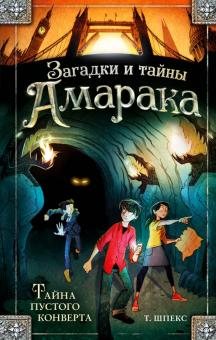 Загадки и тайны
Амарака
Тайна
пустого
конверта
Т. Шпекс